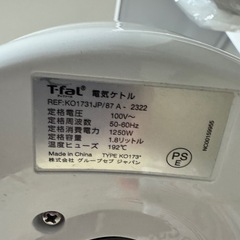 T-fal 電気ケトル
REF:KO1731JP/87 A - 2322
定格電圧: 100V～
定格周波数: 50-60Hz
定格消費電力: 1250W
容量: 1.8リットル
温度ヒューズ: 192℃
Made in China TYPE KO173*
株式会社 グループセブ ジャパン
PS
E